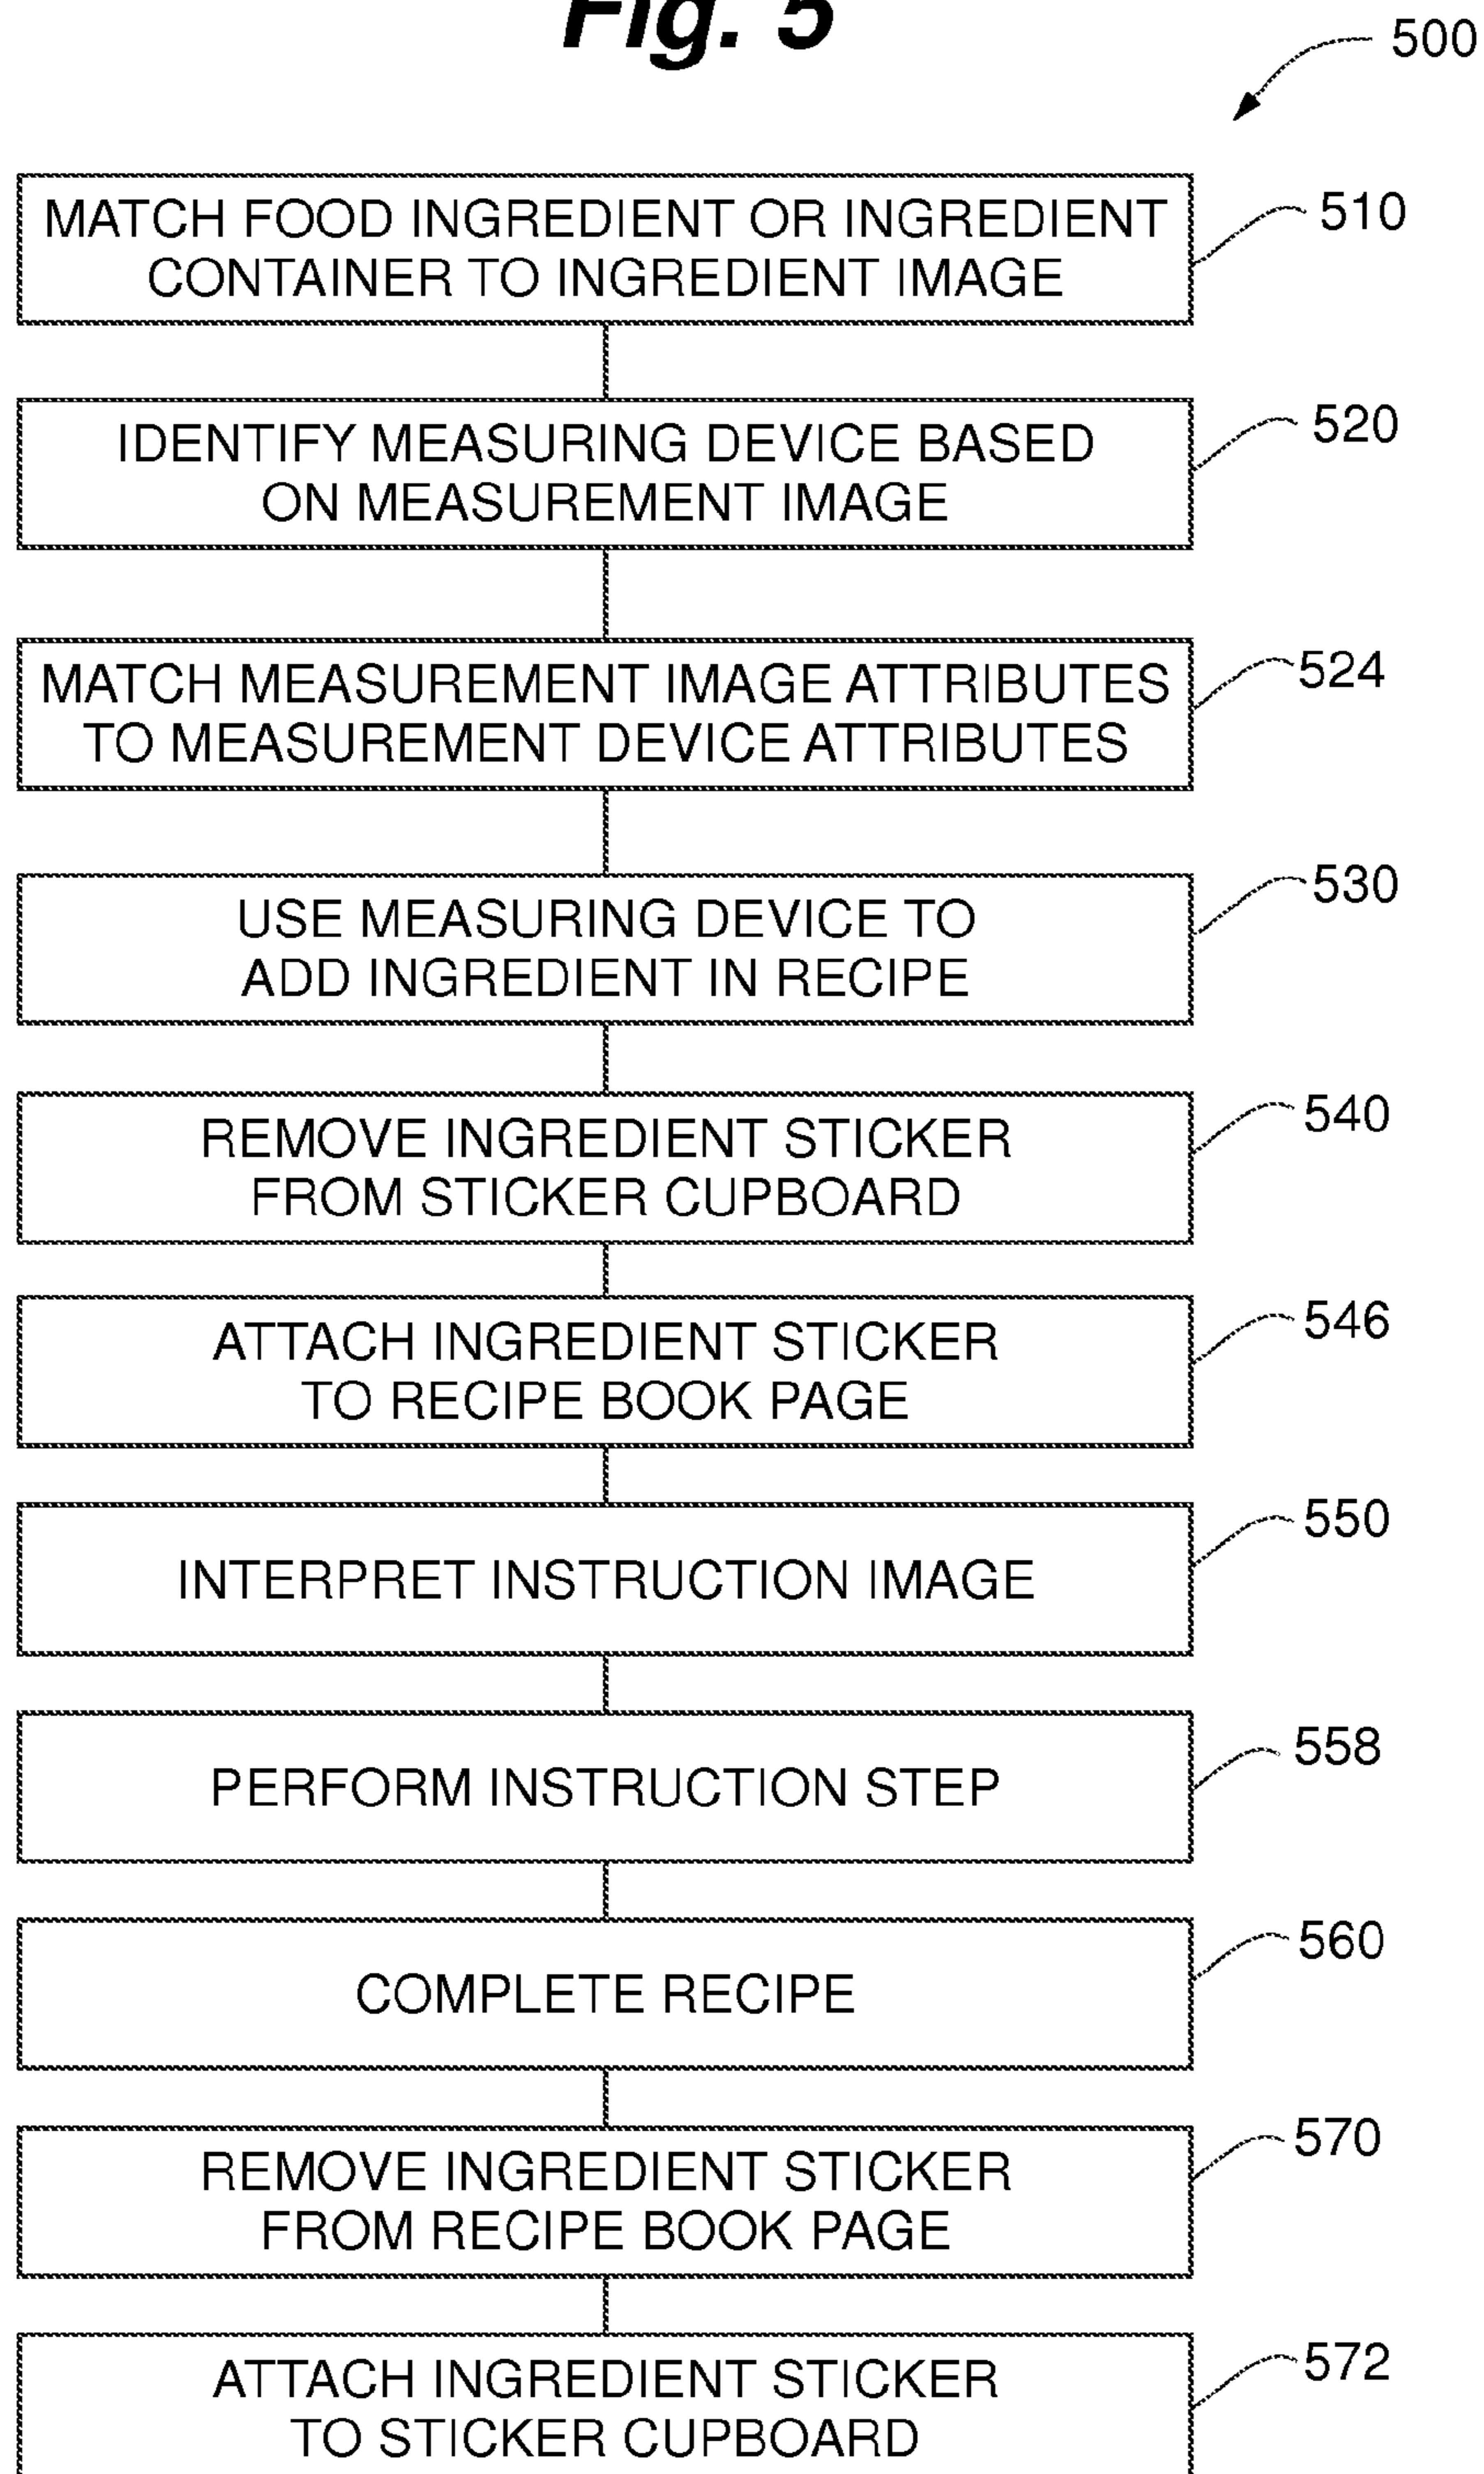 Fig. 5
500
MATCH FOOD INGREDIENT OR INGREDIENT
CONTAINER TO INGREDIENT IMAGE
510
IDENTIFY MEASURING DEVICE BASED
ON MEASUREMENT IMAGE
520
MATCH MEASUREMENT IMAGE ATTRIBUTES
TO MEASUREMENT DEVICE ATTRIBUTES
524
USE MEASURING DEVICE TO
ADD INGREDIENT IN RECIPE
530
REMOVE INGREDIENT STICKER
FROM STICKER CUPBOARD
540
ATTACH INGREDIENT STICKER
TO RECIPE BOOK PAGE
546
INTERPRET INSTRUCTION IMAGE
550
PERFORM INSTRUCTION STEP
558
COMPLETE RECIPE
560
REMOVE INGREDIENT STICKER
FROM RECIPE BOOK PAGE
570
ATTACH INGREDIENT STICKER
TO STICKER CUPBOARD
572